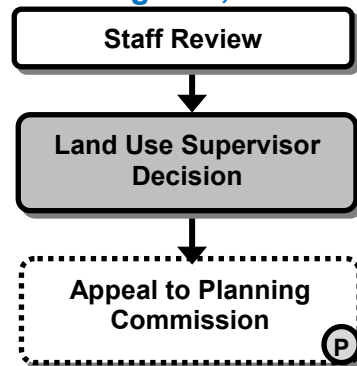 Staff Review
Land Use Supervisor
Decision
Appeal to Planning
Commission
P